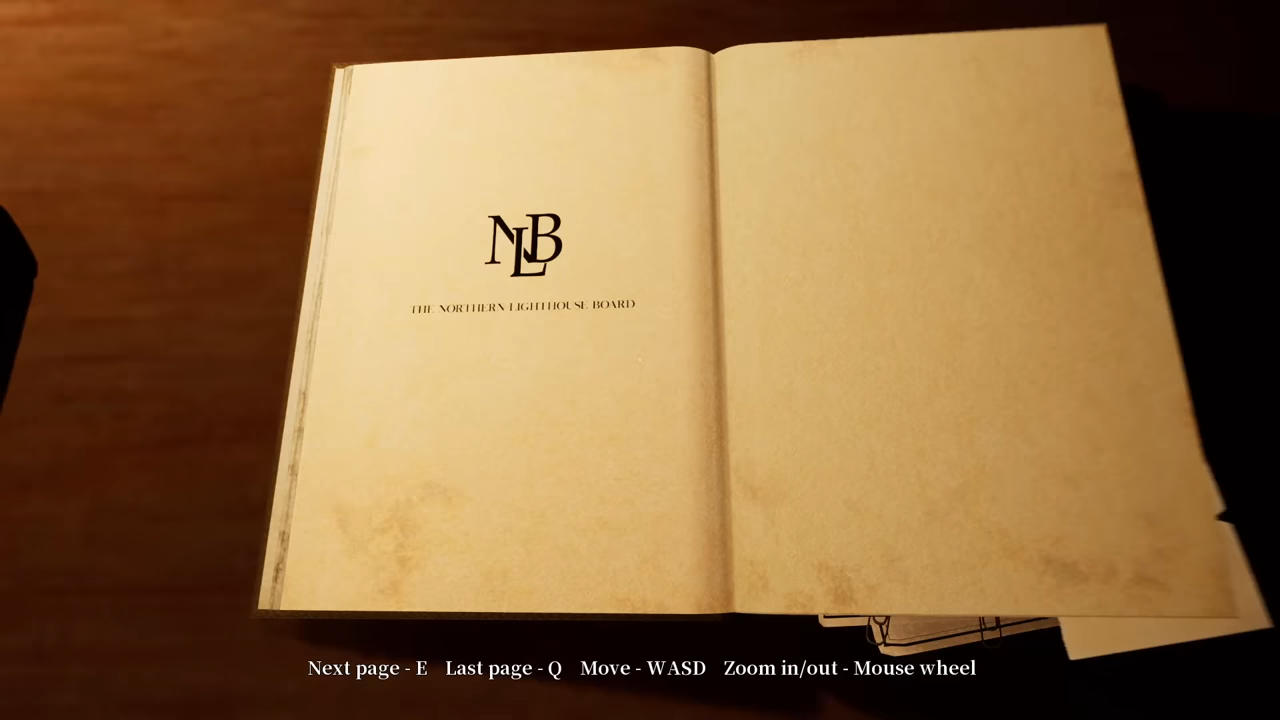 NLB
THE NORTHERN LIGHTHOUSE BOARD
Next page - E Last page - Q Move - WASD Zoom in/out - Mouse wheel